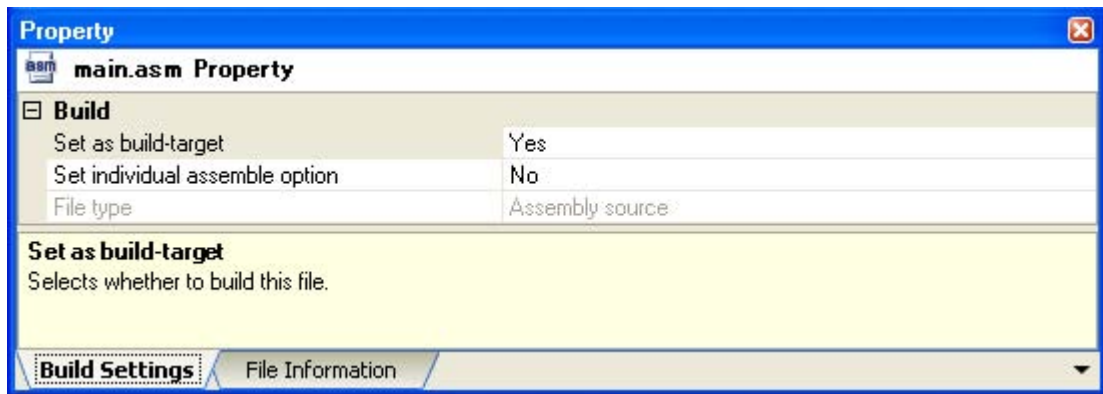 Property
asm main.asm Property
Build
Set as build-target Yes
Set individual assemble option No
File type Assembly source
Set as build-target
Selects whether to build this file.
Build Settings File Information